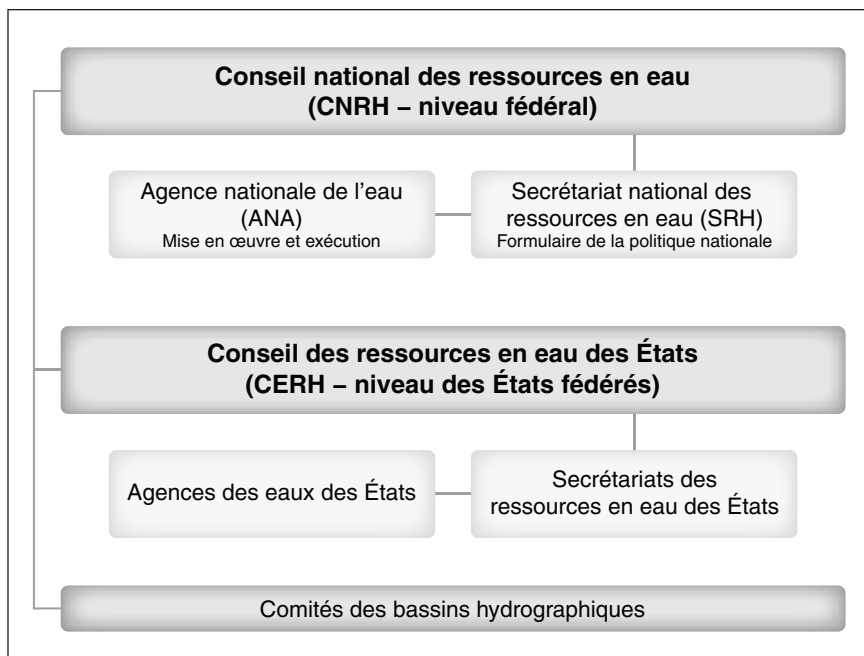 Conseil national des ressources en eau
(CNRH – niveau fédéral)
Agence nationale de l'eau
(ANA)
Mise en œuvre et exécution
Secrétariat national des
ressources en eau (SRH)
Formulaire de la politique nationale
Conseil des ressources en eau des États
(CERH – niveau des États fédérés)
Agences des eaux des États
Secrétariats des
ressources en eau des États
Comités des bassins hydrographiques